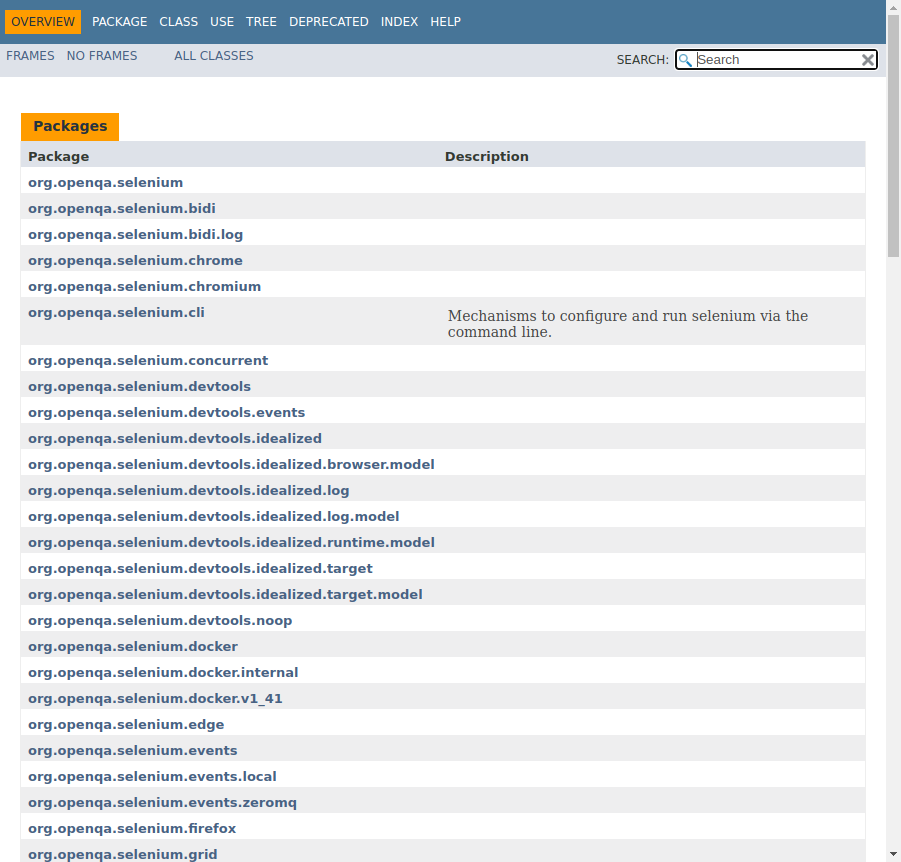 OVERVIEW PACKAGE CLASS USE TREE DEPRECATED INDEX HELP
FRAMES NO FRAMES ALL CLASSES SEARCH: Search
Packages
Package Description
org.openqa.selenium
org.openqa.selenium.bidi
org.openqa.selenium.bidi.log
org.openqa.selenium.chrome
org.openqa.selenium.chromium
org.openqa.selenium.cli Mechanisms to configure and run selenium via the
command line.
org.openqa.selenium.concurrent
org.openqa.selenium.devtools
org.openqa.selenium.devtools.events
org.openqa.selenium.devtools.idealized
org.openqa.selenium.devtools.idealized.browser.model
org.openqa.selenium.devtools.idealized.log
org.openqa.selenium.devtools.idealized.log.model
org.openqa.selenium.devtools.idealized.runtime.model
org.openqa.selenium.devtools.idealized.target
org.openqa.selenium.devtools.idealized.target.model
org.openqa.selenium.devtools.noop
org.openqa.selenium.docker
org.openqa.selenium.docker.internal
org.openqa.selenium.docker.v1_41
org.openqa.selenium.edge
org.openqa.selenium.events
org.openqa.selenium.events.local
org.openqa.selenium.events.zeromq
org.openqa.selenium.firefox
org.openqa.selenium.grid